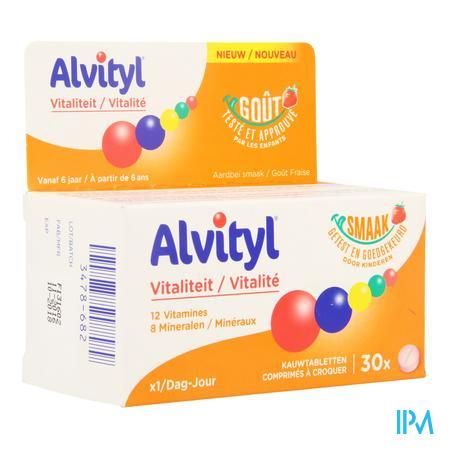 NIEUW / NOUVEAU
Alvityl®
Vitaliteit / Vitalité
GOÛT
TESTÉ ET APPROUVÉ
PAR LES ENFANTS
Vanaf 6 jaar / À partir de 6 ans
Aardbei smaak / Goût Fraise
Alvityl®
Vitaliteit / Vitalité
SMAAK
GETEST EN GOEDGEKEURD
DOOR KINDEREN
12 Vitamines
8 Mineralen / Minéraux
KAUWTABLETTEN
COMPRIMÉS À CROQUER
30x
x1/Dag-Jour
LOT/BATCH
FAB/MFR
EXP
3478-682
IPM